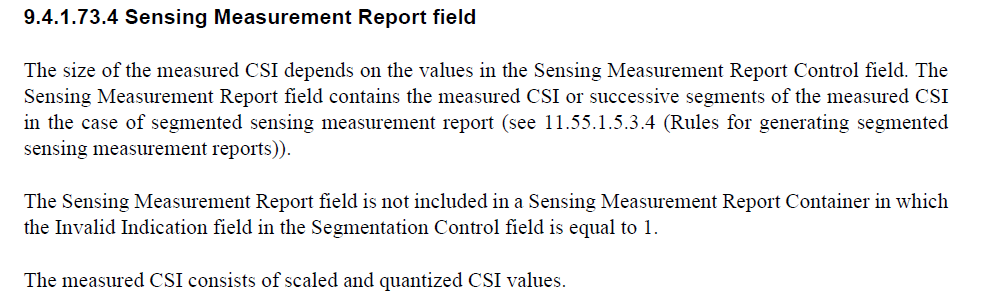 9.4.1.73.4 Sensing Measurement Report field
The size of the measured CSI depends on the values in the Sensing Measurement Report Control field. The
Sensing Measurement Report field contains the measured CSI or successive segments of the measured CSI
in the case of segmented sensing measurement report (see 11.55.1.5.3.4 (Rules for generating segmented
sensing measurement reports)).
The Sensing Measurement Report field is not included in a Sensing Measurement Report Container in which
the Invalid Indication field in the Segmentation Control field is equal to 1.
The measured CSI consists of scaled and quantized CSI values.